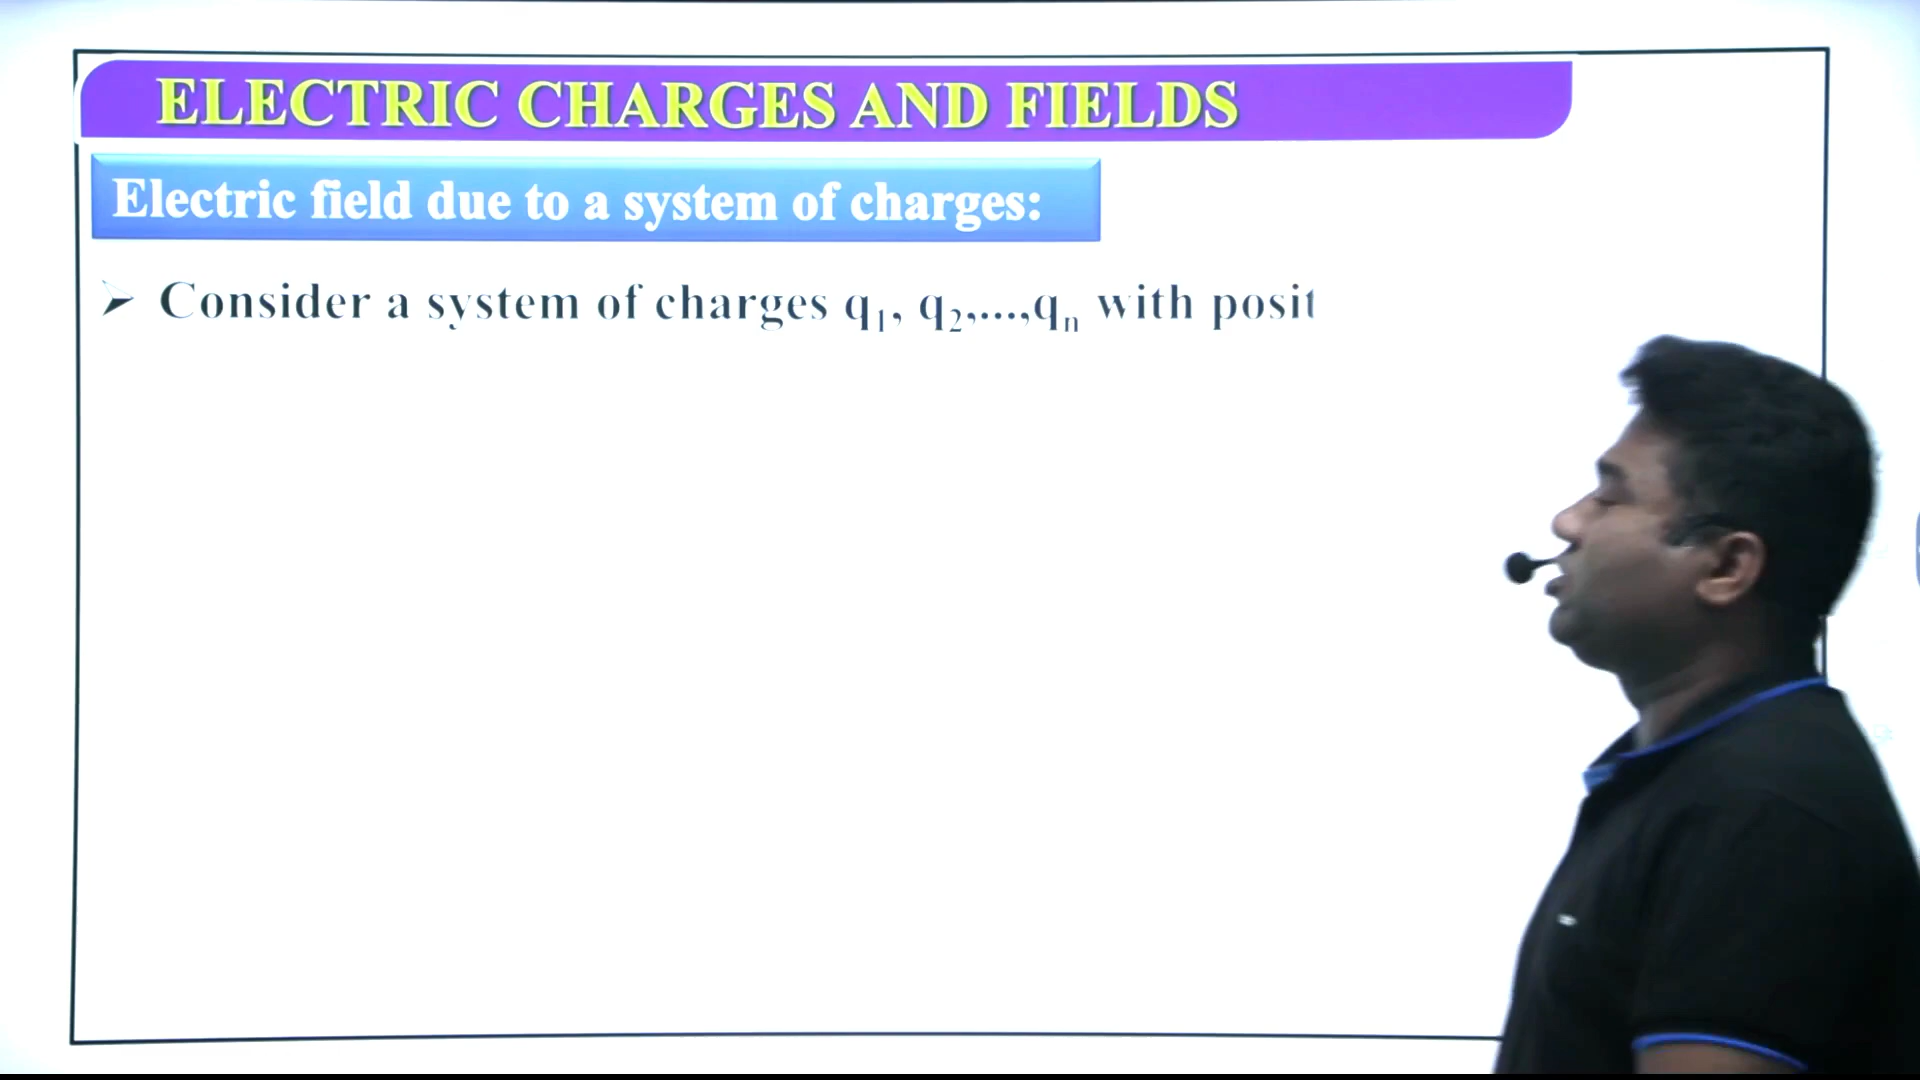 ELECTRIC CHARGES AND FIELDS
Electric field due to a system of charges:
➢ Consider a system of charges q₁, q₂,...,qₙ with posit